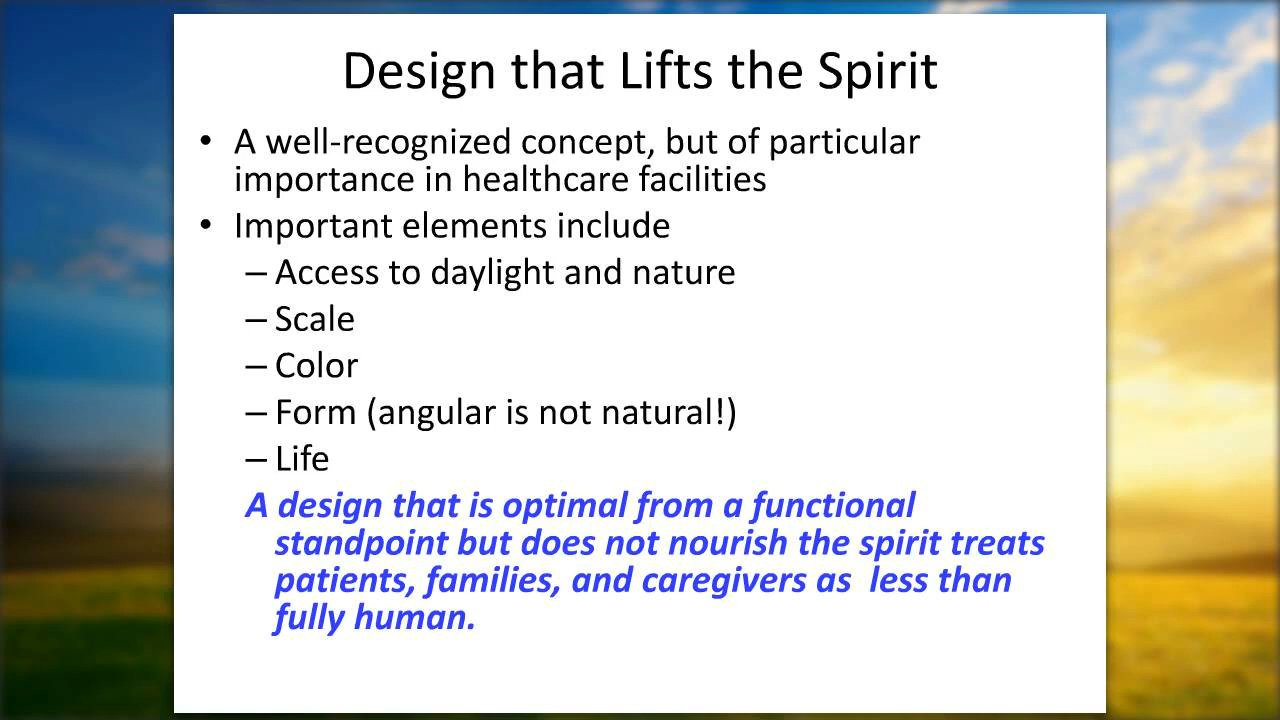 Design that Lifts the Spirit
• A well-recognized concept, but of particular
importance in healthcare facilities
• Important elements include
– Access to daylight and nature
– Scale
– Color
– Form (angular is not natural!)
– Life
A design that is optimal from a functional
standpoint but does not nourish the spirit treats
patients, families, and caregivers as  less than
fully human.